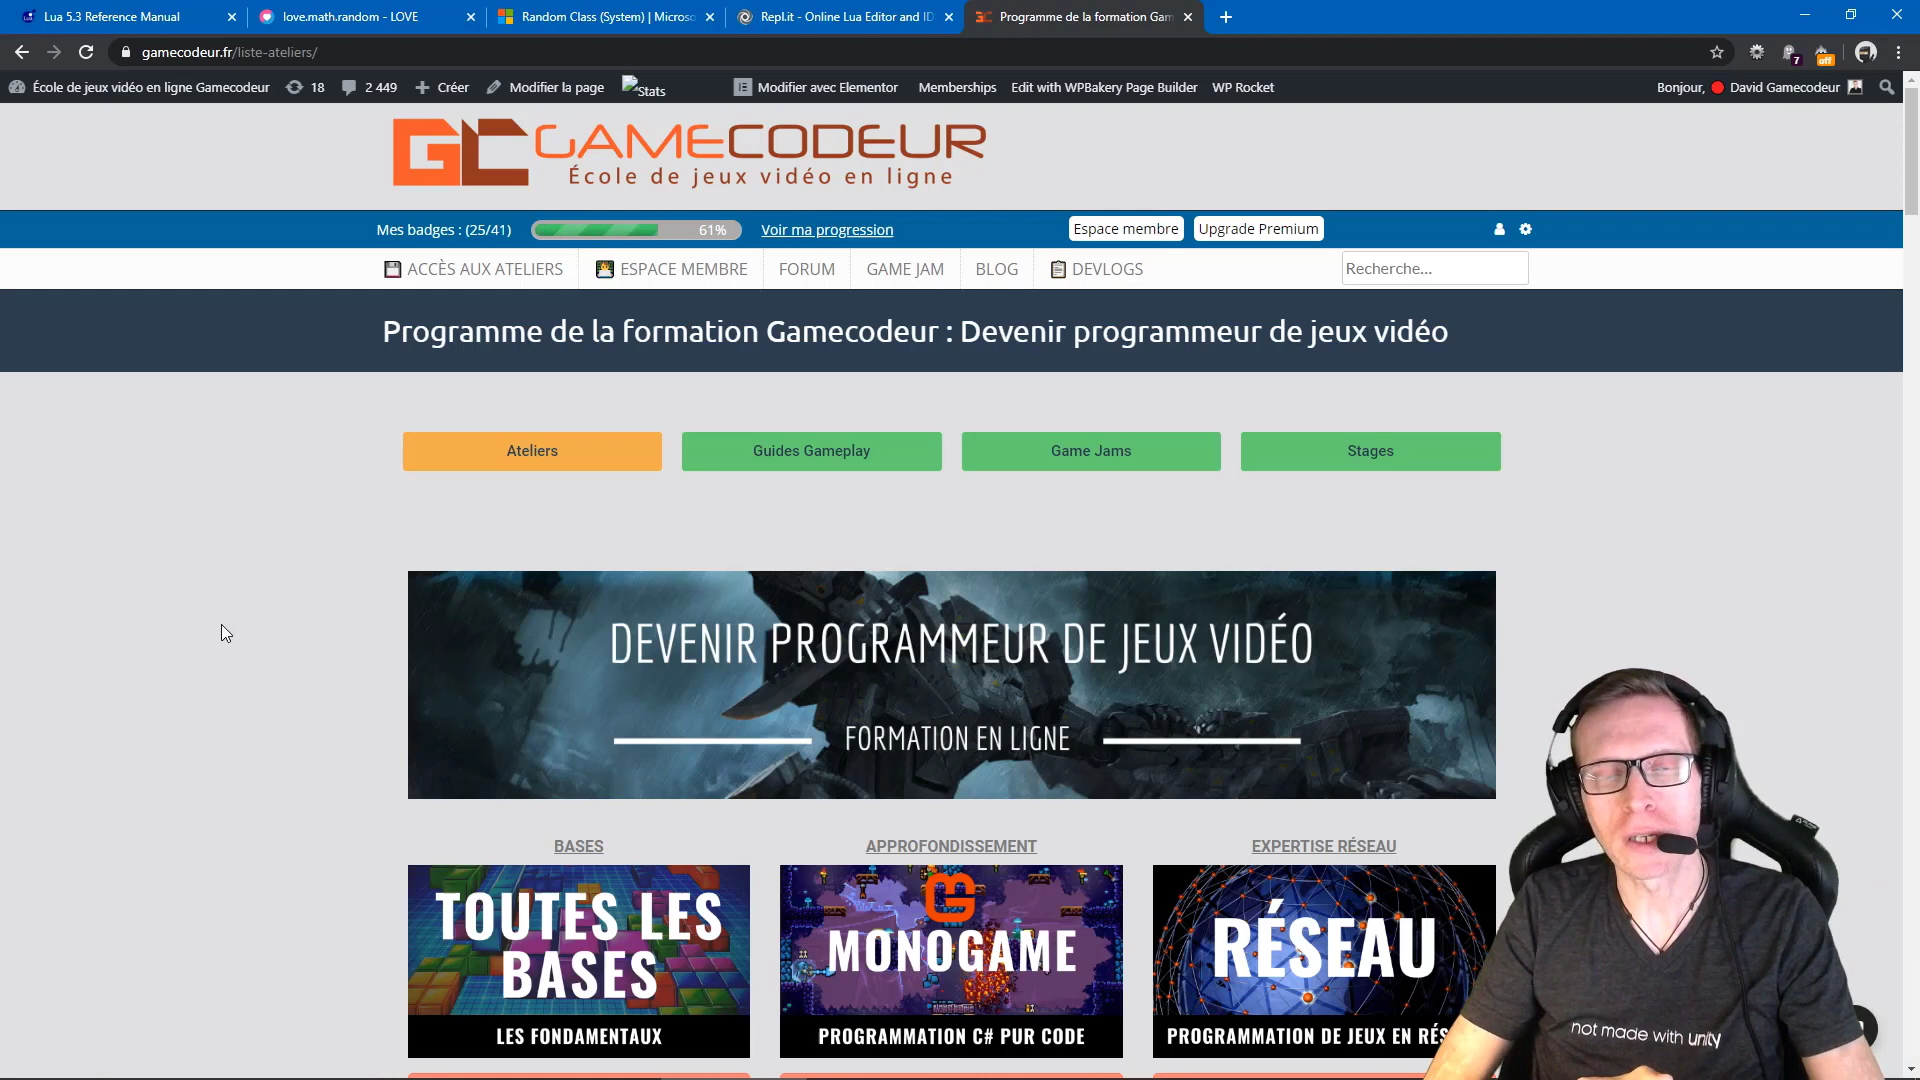 Lua 5.3 Reference Manual
love.math.random - LOVE
Random Class (System) | Microso
Repl.it - Online Lua Editor and ID
Programme de la formation Gam
gamecodeur.fr/liste-ateliers/
7
off
École de jeux vidéo en ligne Gamecodeur
18
2 449
Créer
Modifier la page
Stats
Modifier avec Elementor
Memberships
Edit with WPBakery Page Builder
WP Rocket
Bonjour,
David Gamecodeur
GC GAMECODEUR
École de jeux vidéo en ligne
Mes badges : (25/41)
61%
Voir ma progression
Espace membre
Upgrade Premium
ACCÈS AUX ATELIERS
ESPACE MEMBRE
FORUM
GAME JAM
BLOG
DEVLOGS
Recherche...
Programme de la formation Gamecodeur : Devenir programmeur de jeux vidéo
Ateliers
Guides Gameplay
Game Jams
Stages
DEVENIR PROGRAMMEUR DE JEUX VIDÉO
FORMATION EN LIGNE
BASES
APPROFONDISSEMENT
EXPERTISE RÉSEAU
TOUTES LES
BASES
LES FONDAMENTAUX
MONOGAME
PROGRAMMATION C# PUR CODE
RÉSEAU
PROGRAMMATION DE JEUX EN RÉS
not made with unity